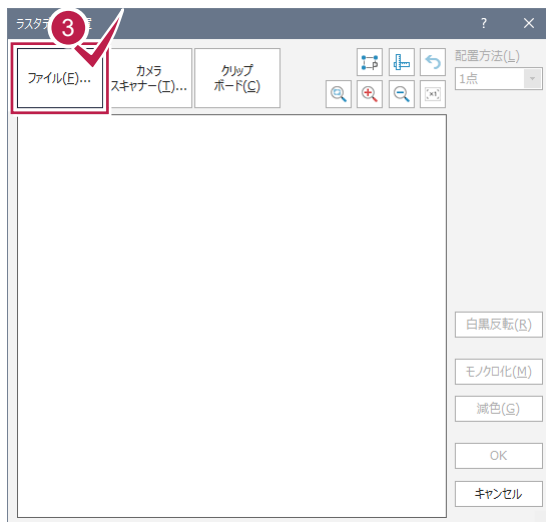 ラスタ
3
置
?
ファイル(F)...
カメラ
スキャナー(I)...
クリップ
ボード(C)
P
×1
配置方法(L)
1点
白黒反転(R)
モノクロ化(M)
減色(G)
OK
キャンセル